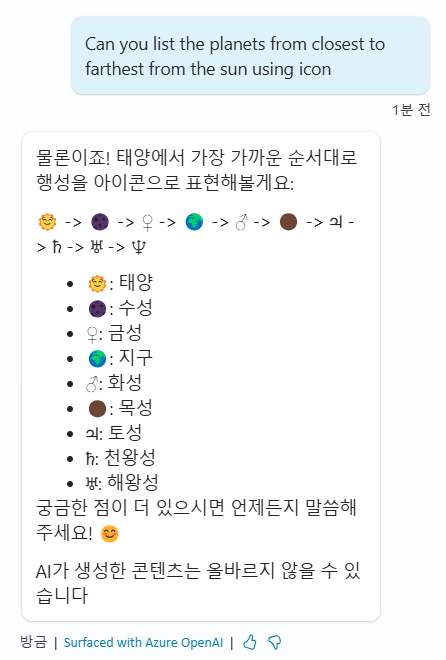 Can you list the planets from closest to
farthest from the sun using icon
1분 전
물론이죠! 태양에서 가장 가까운 순서대로
행성을 아이콘으로 표현해볼게요:
🌞 -> 🌑 -> ♀ -> 🌍 -> ♂ -> 🟤 -> ♃ -
> ♄ -> ♅ -> ♆
• 🌞: 태양
• 🌑: 수성
• ♀: 금성
• 🌍: 지구
• ♂: 화성
• 🟤: 목성
• ♃: 토성
• ♄: 천왕성
• ♅: 해왕성
궁금한 점이 더 있으시면 언제든지 말씀해
주세요! 😊
AI가 생성한 콘텐츠는 올바르지 않을 수 있
습니다
방금 | Surfaced with Azure OpenAI |